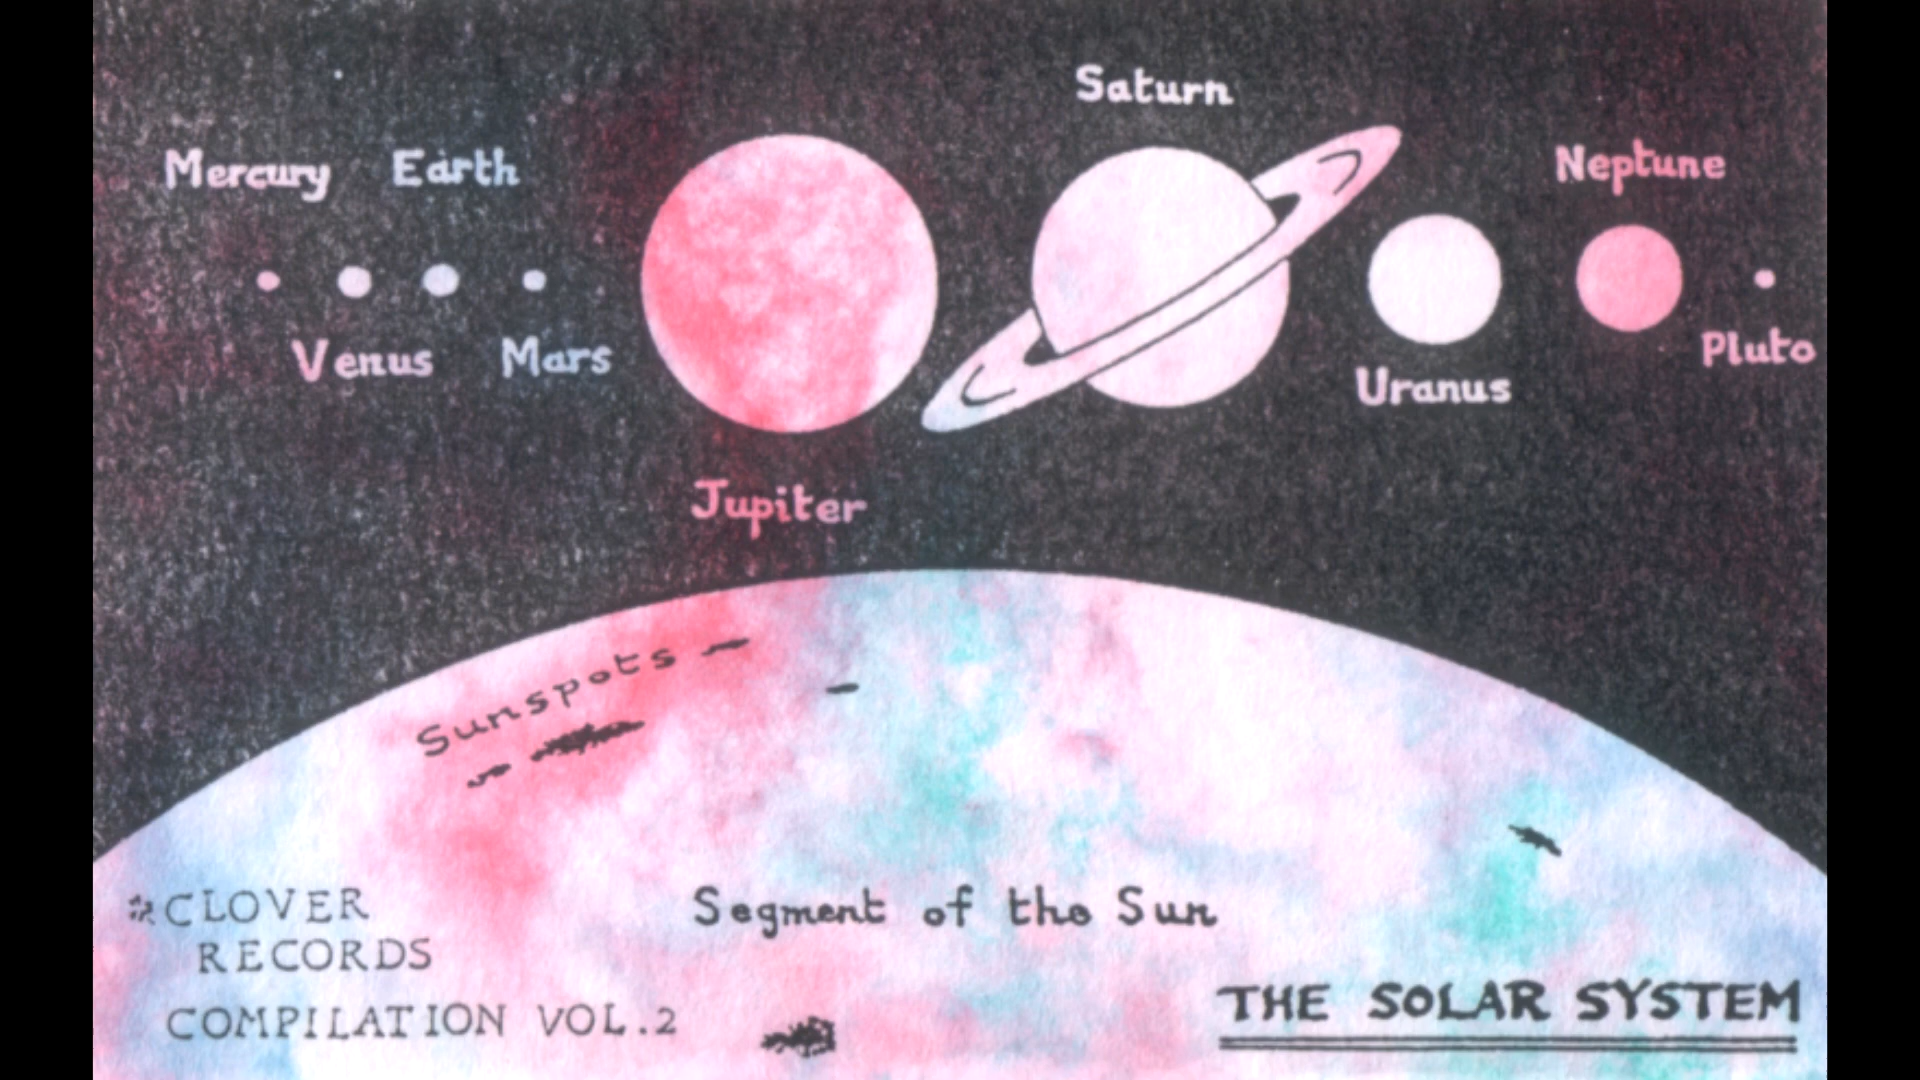 Saturn
Mercury
Earth
Neptune
Venus
Mars
Pluto
Uranus
Jupiter
Sunspots
CLOVER
RECORDS
COMPILATION VOL.2
Segment of the Sun
THE SOLAR SYSTEM